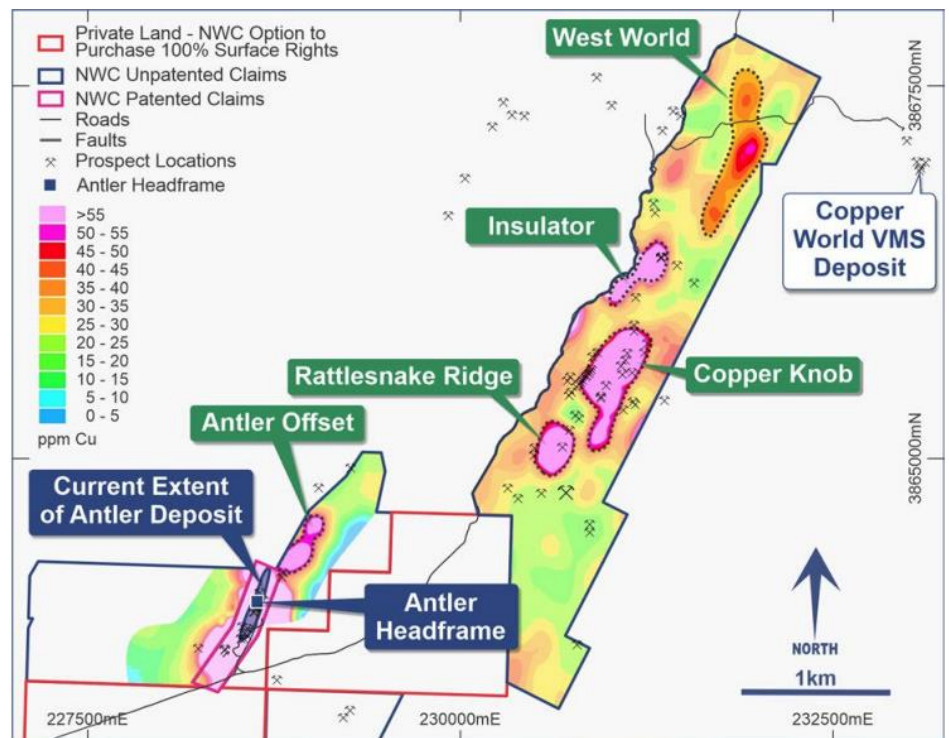 Private Land - NWC Option to
Purchase 100% Surface Rights
NWC Unpatented Claims
NWC Patented Claims
Roads
Faults
Prospect Locations
Antler Headframe
>55
50 - 55
45 - 50
40 - 45
35 - 40
30 - 35
25 - 30
20 - 25
15 - 20
10 - 15
5 - 10
0 - 5
ppm Cu
West World
3867500mN
Copper
World VMS
Deposit
Insulator
Rattlesnake Ridge
Copper Knob
Antler Offset
3865000mN
Current Extent
of Antler Deposit
Antler
Headframe
NORTH
1km
227500mE
230000mE
232500mE